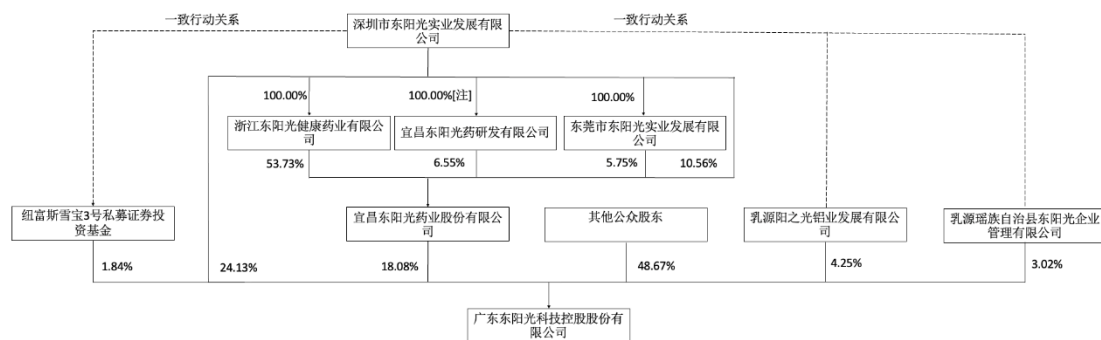 一致行动关系
深圳市东阳光实业发展有限
公司
一致行动关系
100.00%
100.00%[注]
100.00%
浙江东阳光健康药业有限公
司
宜昌东阳光药研发有限公司
东莞市东阳光实业发展有限
公司
53.73%
6.55%
5.75%
10.56%
纽富斯雪宝3号私募证券投
资基金
宜昌东阳光药业股份有限公
司
其他公众股东
乳源阳之光铝业发展有限公司
乳源瑶族自治县东阳光企业
管理有限公司
1.84%
24.13%
18.08%
48.67%
4.25%
3.02%
广东东阳光科技控股股份有
限公司